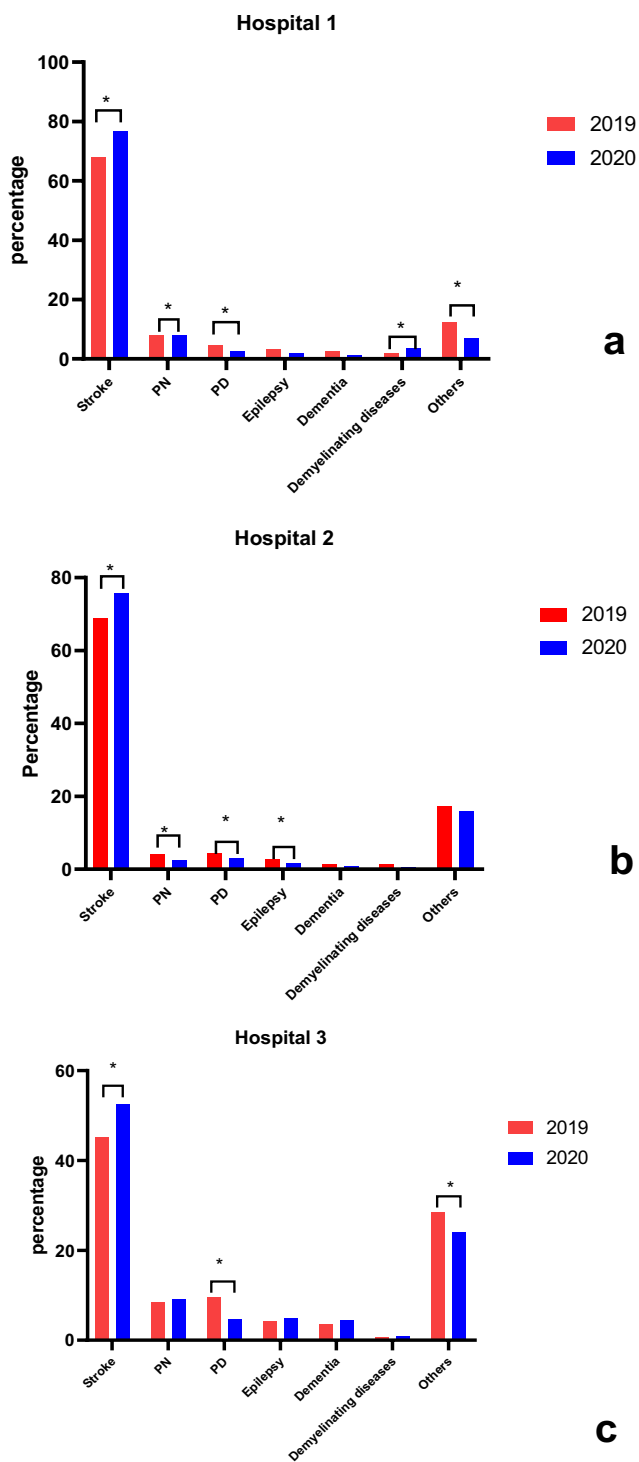 Hospital 1
percentage
100
80
60
40
20
0
*
*
*
*
*
2019
2020
Stroke
PN
PD
Epilepsy
Dementia
Demyelinating diseases
Others
a
Hospital 2
Percentage
80
60
40
20
0
*
*
*
*
2019
2020
Stroke
PN
PD
Epilepsy
Dementia
Demyelinating diseases
Others
b
Hospital 3
percentage
60
40
20
0
*
*
*
2019
2020
Stroke
PN
PD
Epilepsy
Dementia
Demyelinating diseases
Others
c